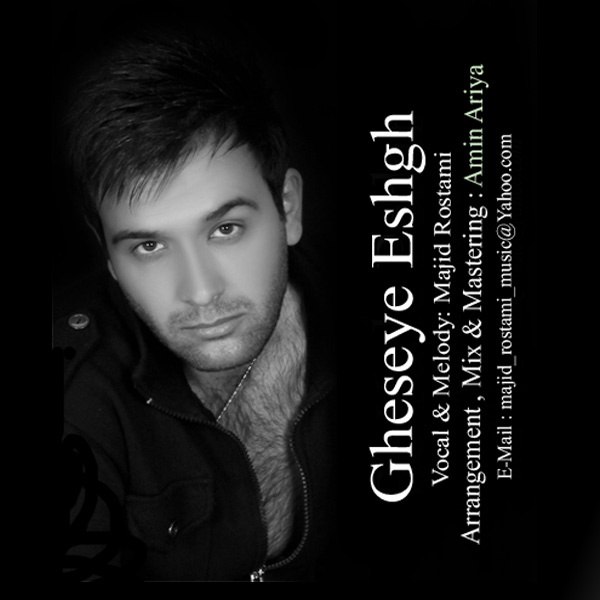 Gheseye Eshgh
Vocal & Melody: Majid Rostami
Arrangement , Mix & Mastering : Amin Ariya
E-Mail : majid_rostami_music@Yahoo.com